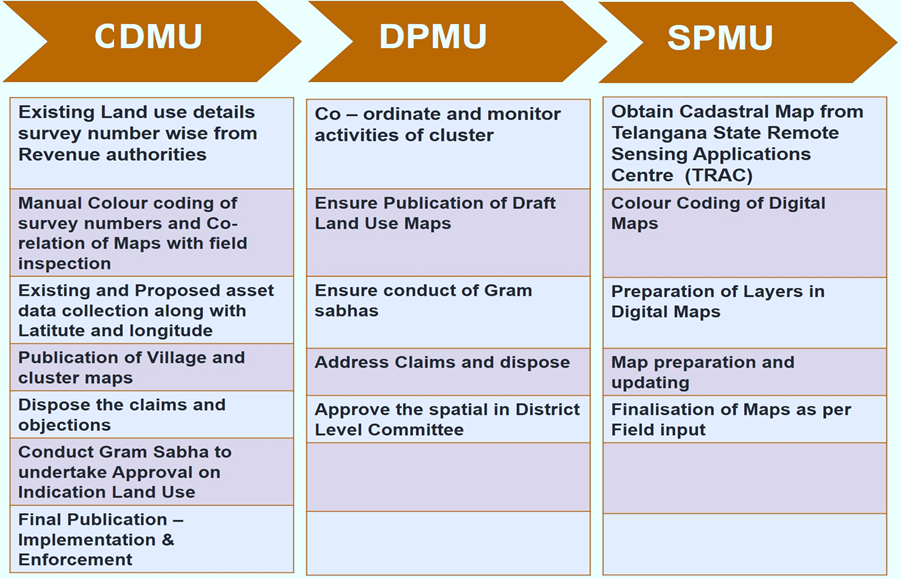 CDMU
DPMU
SPMU
Existing Land use details
survey number wise from
Revenue authorities
Manual Colour coding of
survey numbers and Co-
relation of Maps with field
inspection
Existing and Proposed asset
data collection along with
Latitute and longitude
Publication of Village and
cluster maps
Dispose the claims and
objections
Conduct Gram Sabha to
undertake Approval on
Indication Land Use
Final Publication –
Implementation &
Enforcement
Co – ordinate and monitor
activities of cluster
Ensure Publication of Draft
Land Use Maps
Ensure conduct of Gram
sabhas
Address Claims and dispose
Approve the spatial in District
Level Committee
Obtain Cadastral Map from
Telangana State Remote
Sensing Applications
Centre (TRAC)
Colour Coding of Digital
Maps
Preparation of Layers in
Digital Maps
Map preparation and
updating
Finalisation of Maps as per
Field input